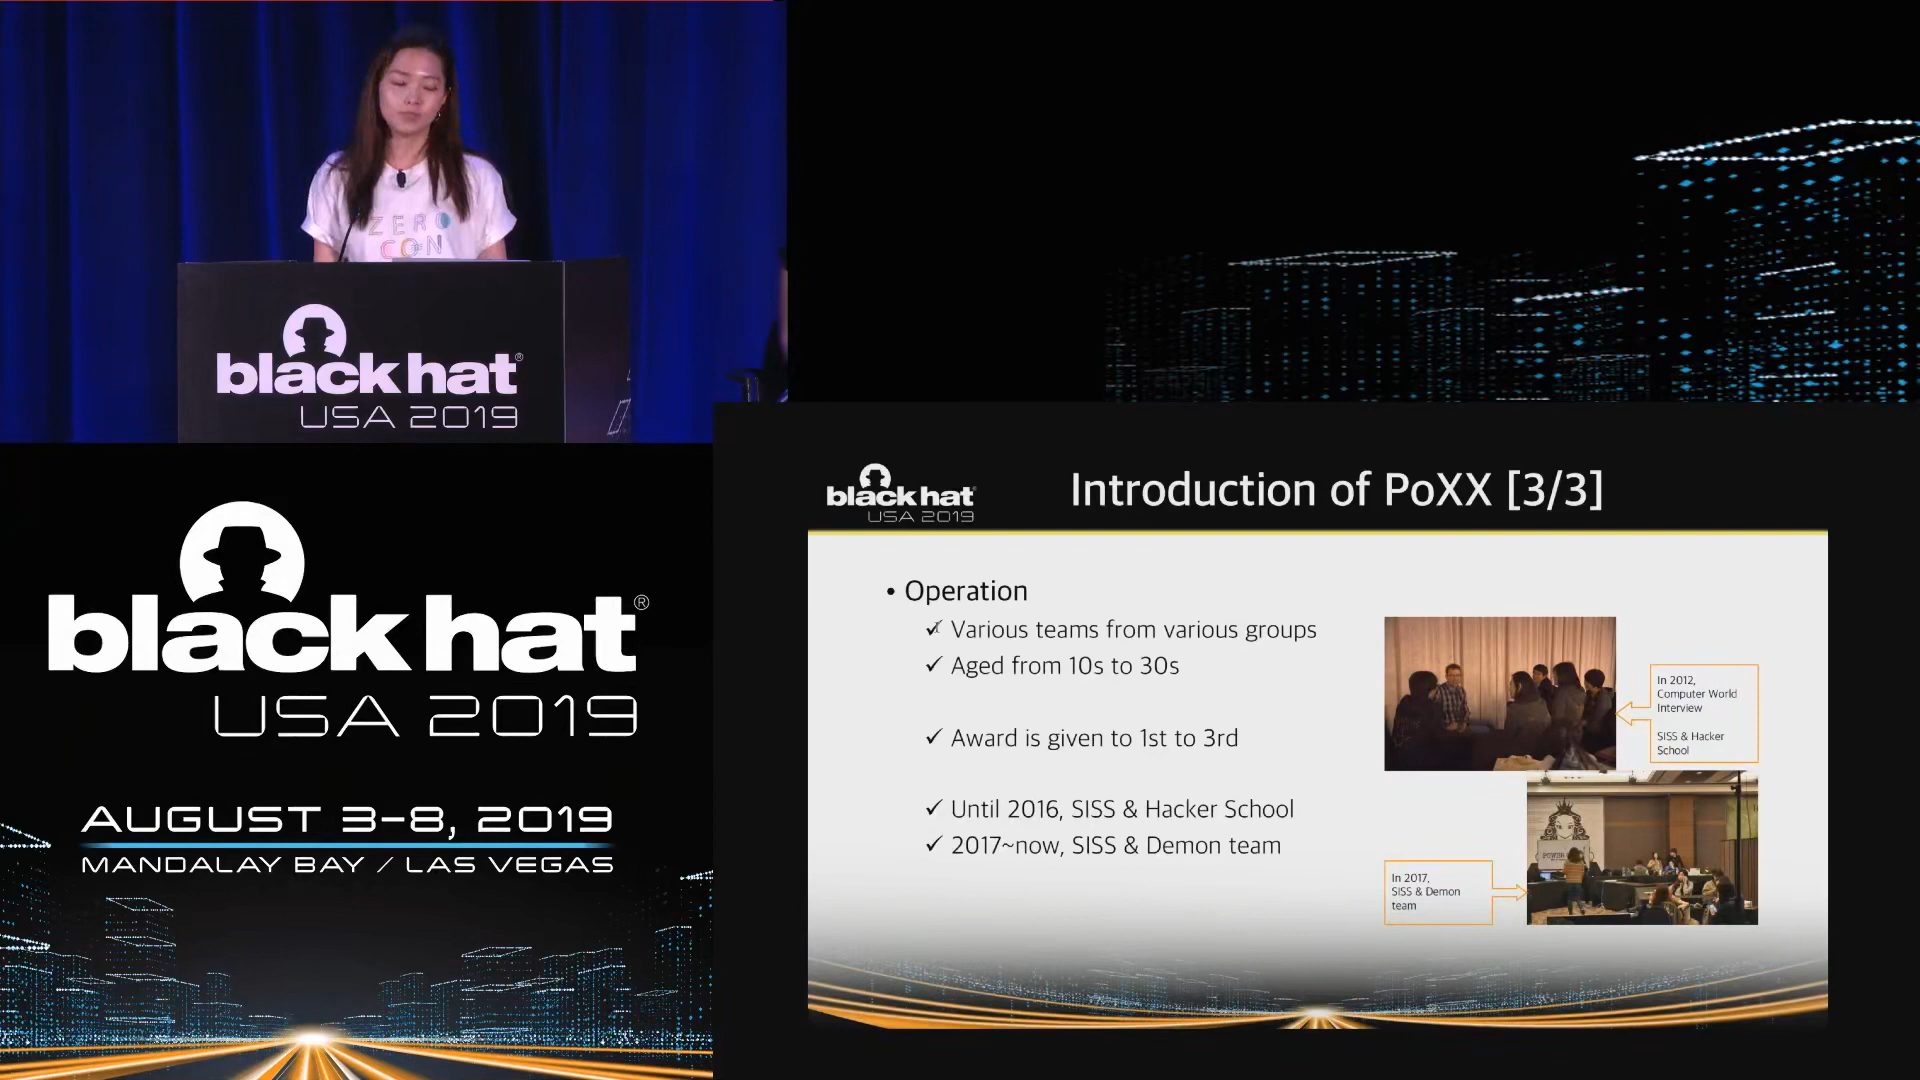 ZERO
CON
black hat®
USA 2019
black hat®
USA 2019
AUGUST 3-8, 2019
MANDALAY BAY / LAS VEGAS
black hat
USA 2019
Introduction of PoXX [3/3]
• Operation
✓ Various teams from various groups
✓ Aged from 10s to 30s
✓ Award is given to 1st to 3rd
✓ Until 2016, SISS & Hacker School
✓ 2017~now, SISS & Demon team
In 2012,
Computer World
Interview
SISS & Hacker
School
In 2017,
SISS & Demon
team